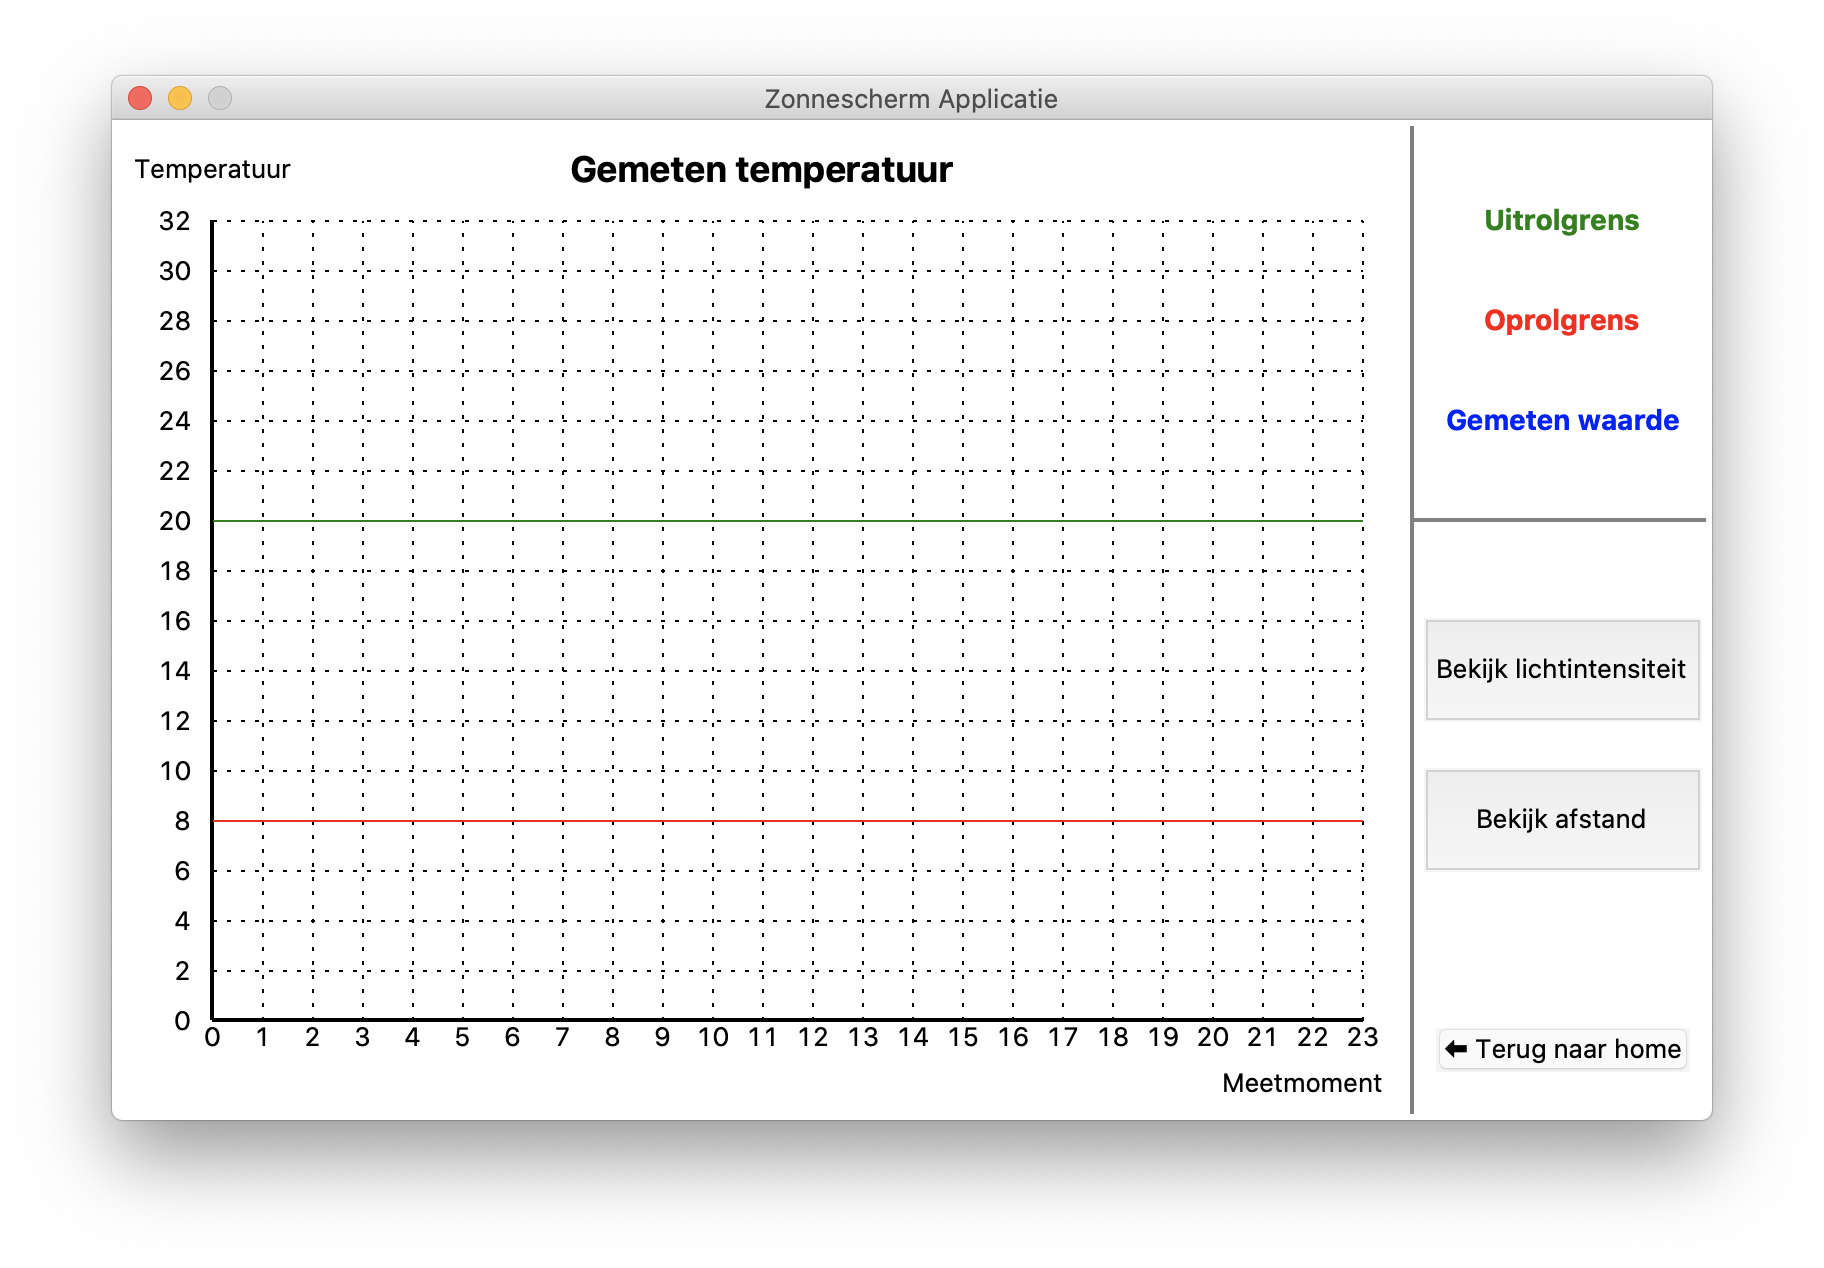 Zonnescherm Applicatie
Temperatuur
Gemeten temperatuur
32
30
28
26
24
22
20
18
16
14
12
10
8
6
4
2
0
0 1 2 3 4 5 6 7 8 9 10 11 12 13 14 15 16 17 18 19 20 21 22 23
Meetmoment
Uitrolgrens
Oprolgrens
Gemeten waarde
Bekijk lichtintensiteit
Bekijk afstand
⬅ Terug naar home